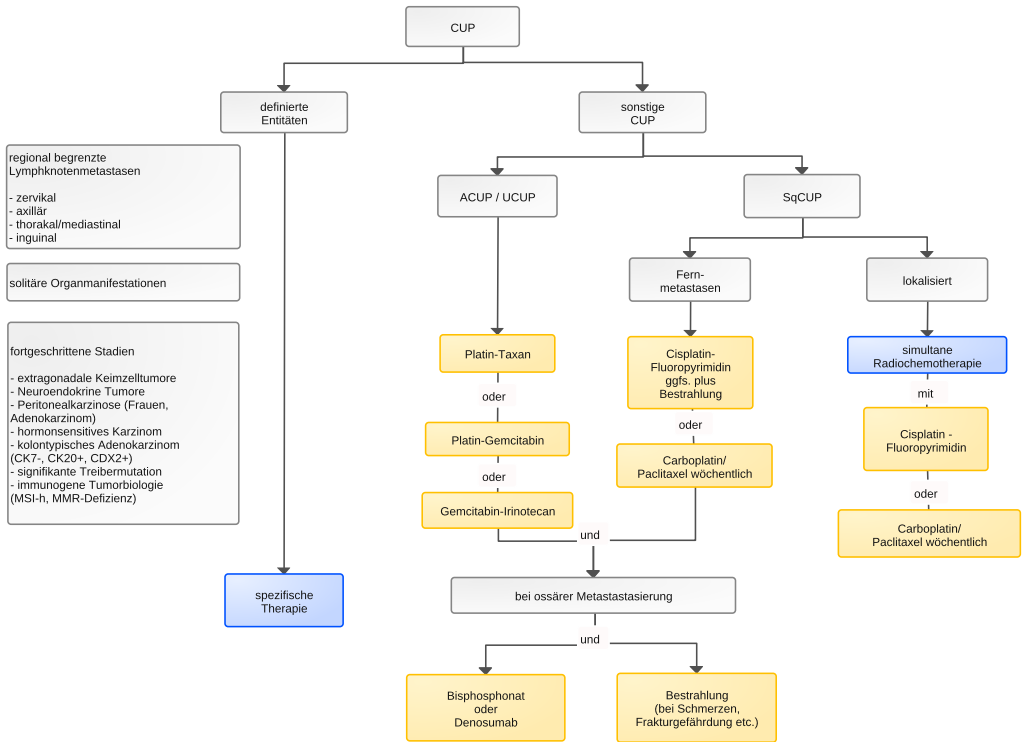 CUP
definierte
Entitäten
sonstige
CUP
regional begrenzte
Lymphknotenmetastasen
- zervikal
- axillär
- thorakal/mediastinal
- inguinal
ACUP / UCUP
SqCUP
solitäre Organmanifestationen
Fern-
metastasen
lokalisiert
fortgeschrittene Stadien
- extragonadale Keimzelltumore
- Neuroendokrine Tumore
- Peritonealkarzinose (Frauen,
Adenokarzinom)
- hormonsensitives Karzinom
- kolontypisches Adenokarzinom
(CK7-, CK20+, CDX2+)
- signifikante Treibermutation
- immunogene Tumorbiologie
(MSI-h, MMR-Defizienz)
Platin-Taxan
oder
Platin-Gemcitabin
oder
Gemcitabin-Irinotecan
Cisplatin-
Fluoropyrimidin
ggfs. plus
Bestrahlung
oder
Carboplatin/
Paclitaxel wöchentlich
simultane
Radiochemotherapie
mit
Cisplatin -
Fluoropyrimidin
oder
Carboplatin/
Paclitaxel wöchentlich
und
spezifische
Therapie
bei ossärer Metastastasierung
und
Bisphosphonat
oder
Denosumab
Bestrahlung
(bei Schmerzen,
Frakturgefährdung etc.)